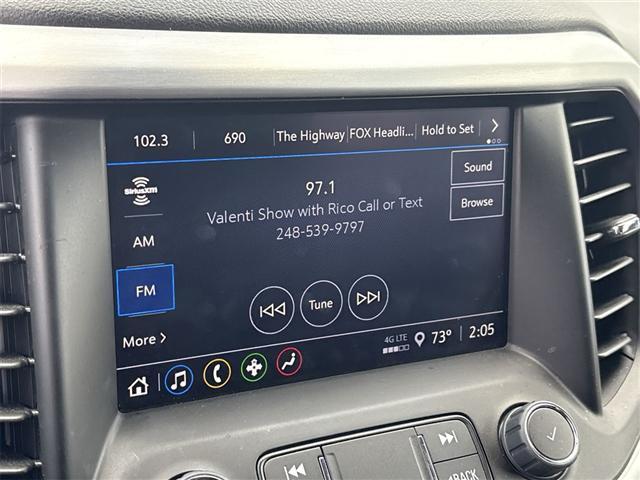 102.3 690 The Highway FOX Headli... Hold to Set
SiriusXM
97.1
Sound
Valenti Show with Rico Call or Text
Browse
AM
248-539-9797
FM
Tune
More
4G LTE 73° 2:05
1BACK